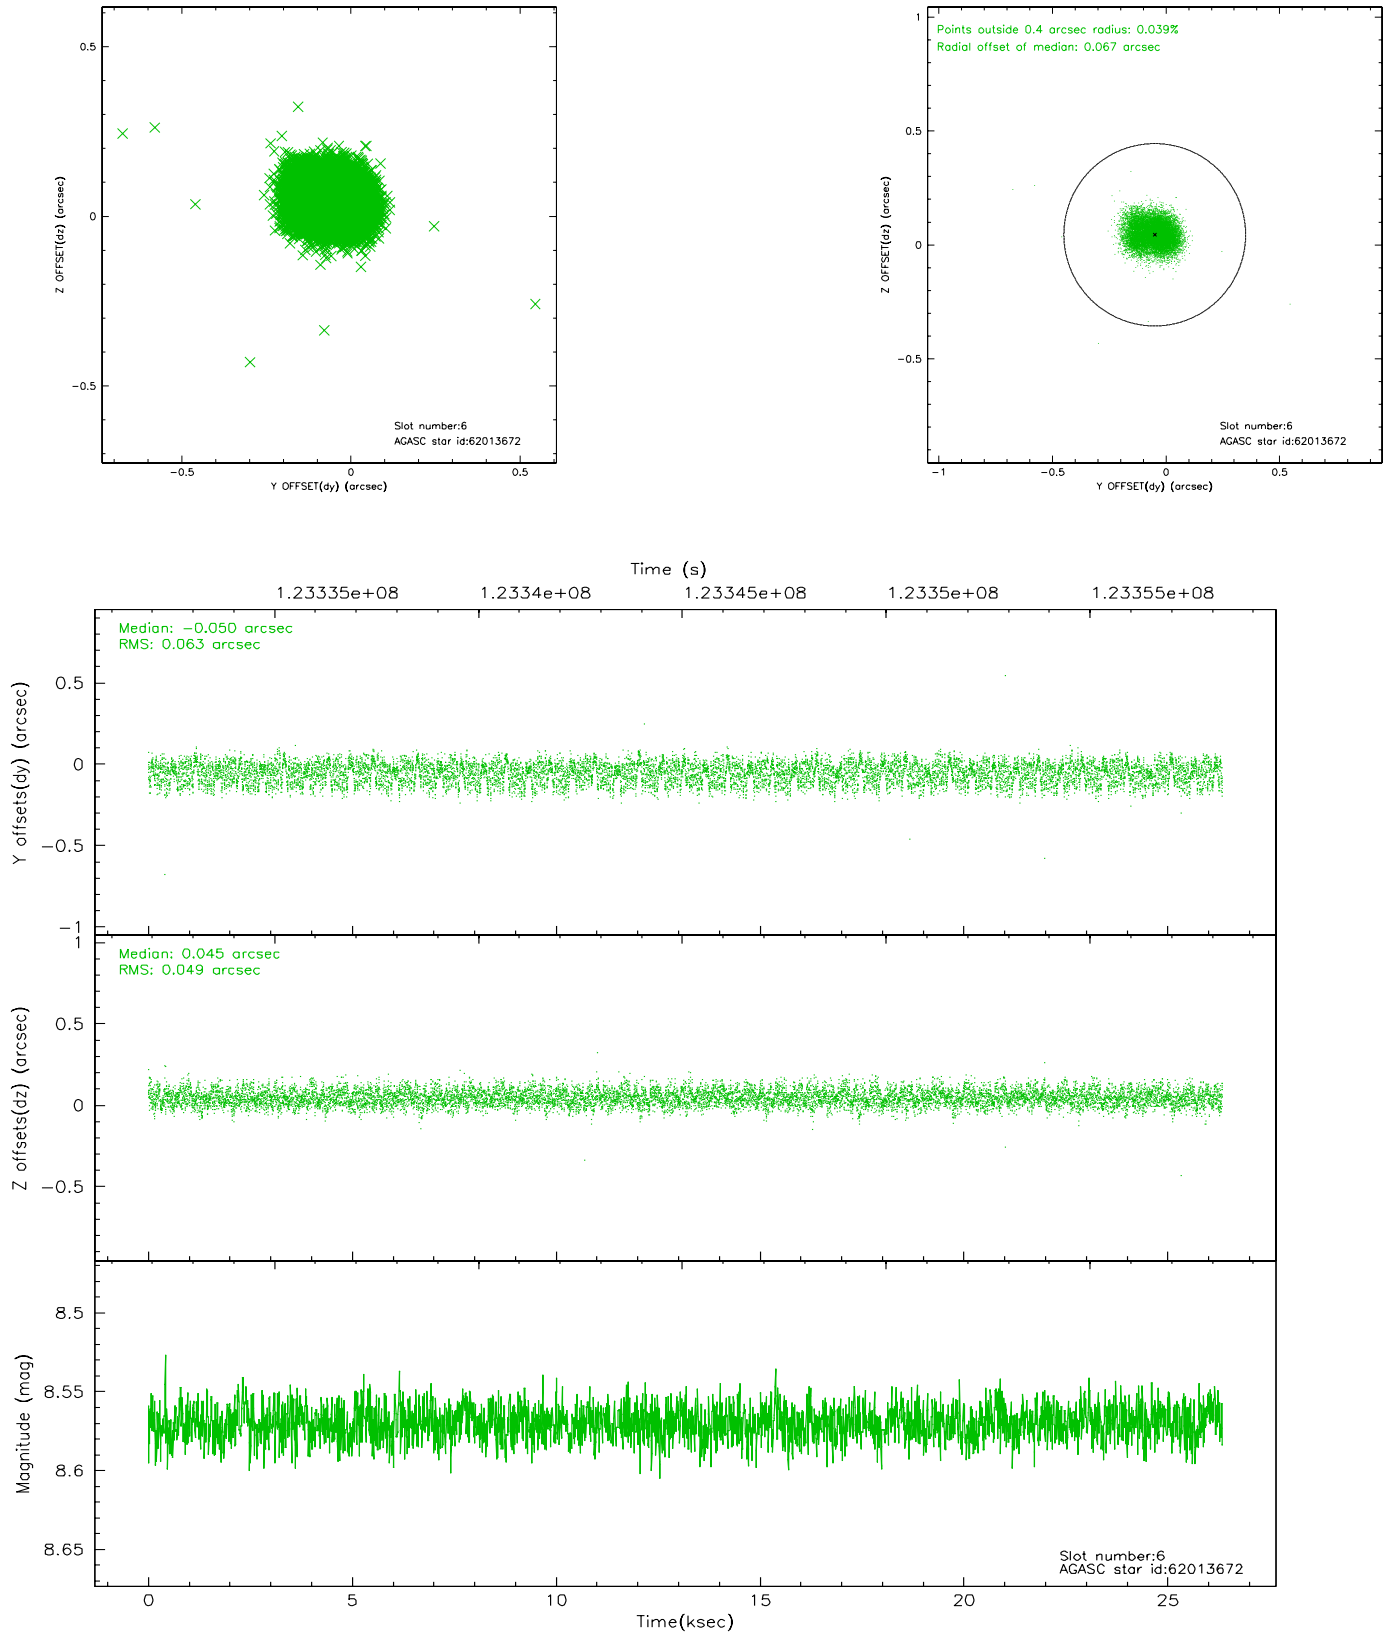 0.5
0
−0.5
Z OFFSET(dz) (arcsec)
Slot number:6
AGASC star id:62013672
−0.5
0
0.5
Y OFFSET(dy) (arcsec)
Points outside 0.4 arcsec radius: 0.039%
Radial offset of median: 0.067 arcsec
1
0.5
0
−0.5
Z OFFSET(dz) (arcsec)
Slot number:6
AGASC star id:62013672
−1
−0.5
0
0.5
Y OFFSET(dy) (arcsec)
Time (s)
1.23335e+08
1.2334e+08
1.23345e+08
1.2335e+08
1.23355e+08
Median: −0.050 arcsec
RMS: 0.063 arcsec
0.5
0
−0.5
−1
Y offsets(dy) (arcsec)
Median: 0.045 arcsec
RMS: 0.049 arcsec
1
0.5
0
−0.5
Z offsets(dz) (arcsec)
8.5
8.55
8.6
8.65
Magnitude (mag)
Slot number:6
AGASC star id:62013672
0
5
10
15
20
25
Time(ksec)